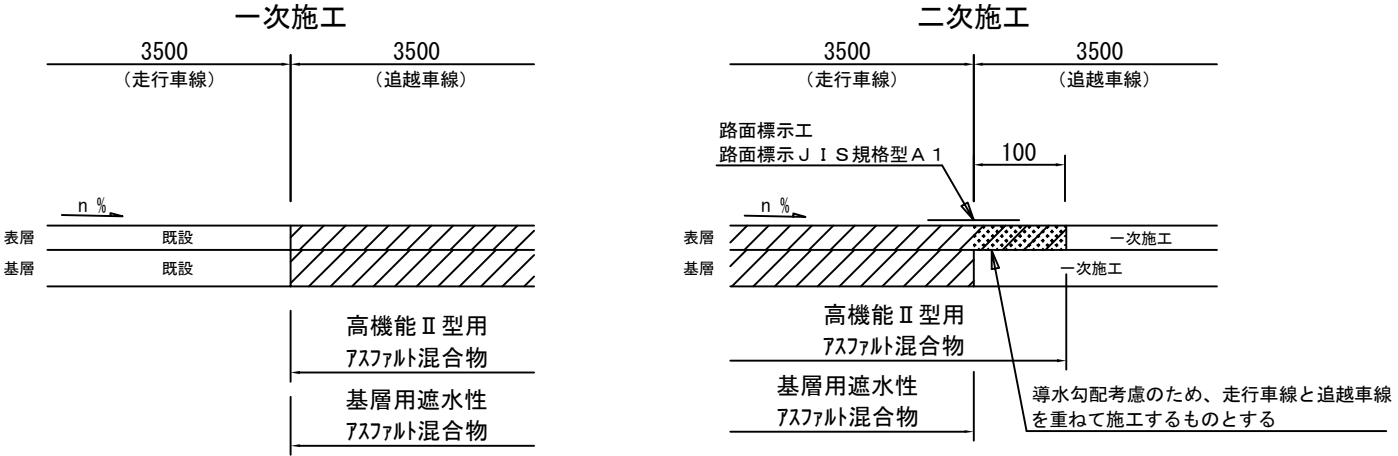 一次施工
3500
3500
(走行車線)
(追越車線)
n %
表層
既設
基層
既設
高機能Ⅱ型用
ｱｽﾌｧﾙﾄ混合物
基層用遮水性
ｱｽﾌｧﾙﾄ混合物
二次施工
3500
3500
(走行車線)
(追越車線)
路面標示工
路面標示ＪＩＳ規格型Ａ１
100
n %
表層
一次施工
基層
一次施工
高機能Ⅱ型用
ｱｽﾌｧﾙﾄ混合物
基層用遮水性
ｱｽﾌｧﾙﾄ混合物
導水勾配考慮のため、走行車線と追越車線
を重ねて施工するものとする